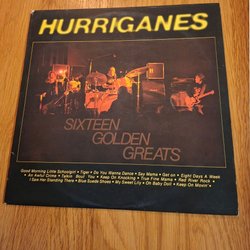 HURRIGANES
SIXTEEN
GOLDEN
GREATS
Good Morning Little Schoolgirl • Tiger • Do You Wanna Dance • Say Mama • Get on • Eight Days A Week
• An Awful Crime • Talkin' Bout You • Keep On Knocking • True Fine Mama • Red River Rock •
I Saw Her Standing There • Blue Suede Shoes • My Sweet Lily • Oh Baby Doll • Keep On Movin' •